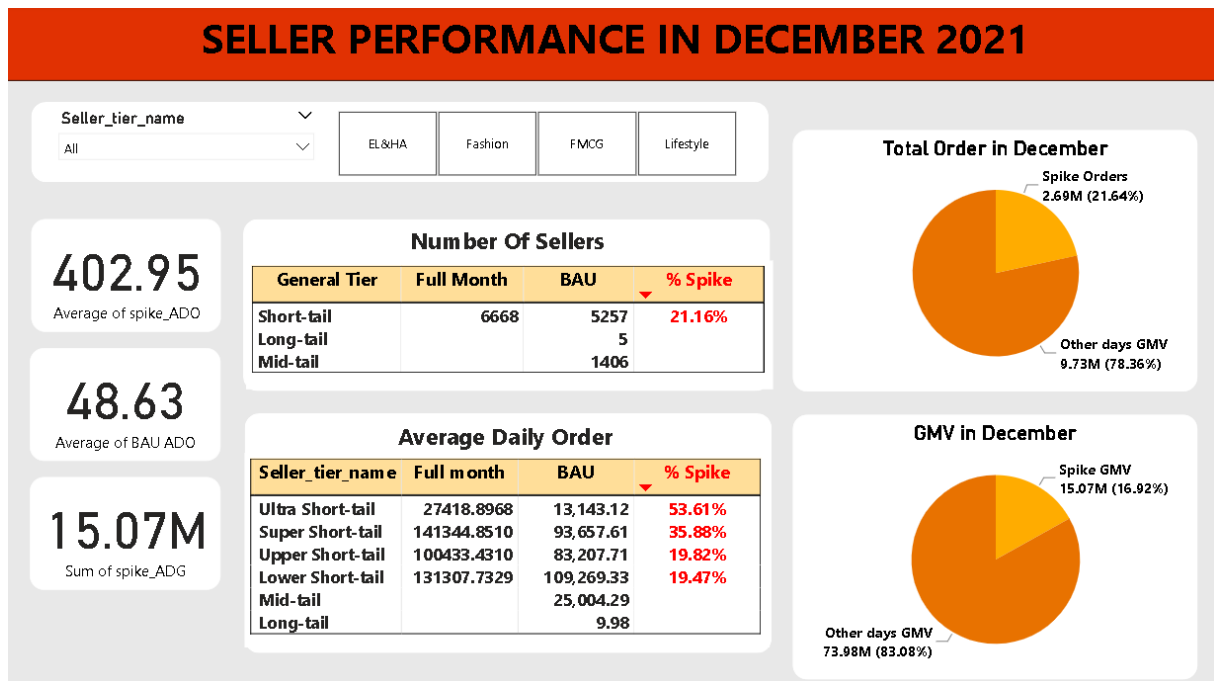 SELLER PERFORMANCE IN DECEMBER 2021
Seller_tier_name
All
EL&HA
Fashion
FMCG
Lifestyle
402.95
Average of spike_ADO
48.63
Average of BAU ADO
15.07M
Sum of spike_ADG
Number Of Sellers
General Tier Full Month BAU % Spike
Short-tail 6668 5257 21.16%
Long-tail 5
Mid-tail 1406
Average Daily Order
Seller_tier_name Full month BAU % Spike
Ultra Short-tail 27418.8968 13,143.12 53.61%
Super Short-tail 141344.8510 93,657.61 35.88%
Upper Short-tail 100433.4310 83,207.71 19.82%
Lower Short-tail 131307.7329 109,269.33 19.47%
Mid-tail 25,004.29
Long-tail 9.98
Total Order in December
Spike Orders
2.69M (21.64%)
Other days GMV
9.73M (78.36%)
GMV in December
Spike GMV
15.07M (16.92%)
Other days GMV
73.98M (83.08%)